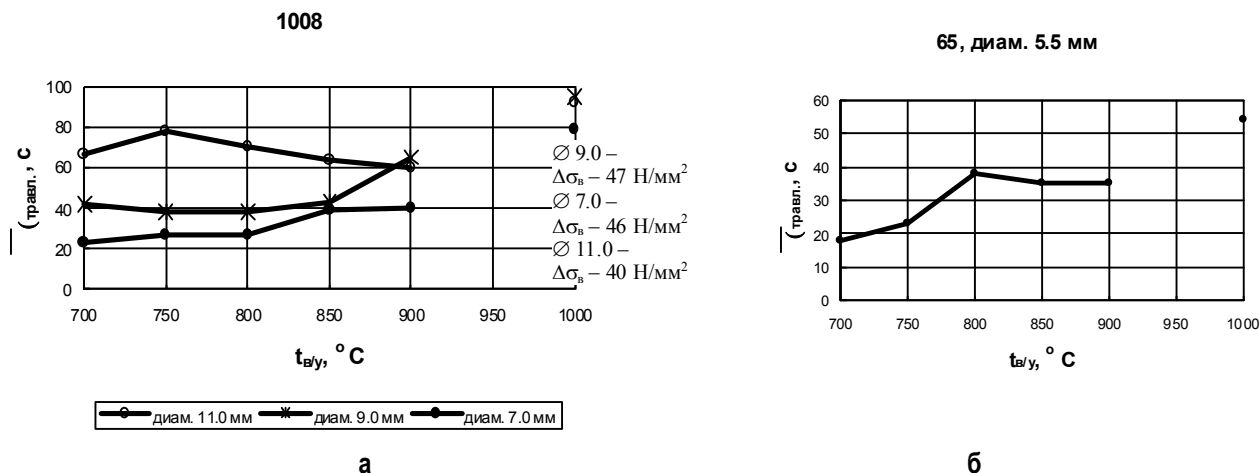 1008
100
80
60
40
20
0
(травл., С
700 750 800 850 900 950 1000
tв/у, ° С
∅ 9.0 –
Δσв – 47 Н/мм²
∅ 7.0 –
Δσв – 46 Н/мм²
∅ 11.0 –
Δσв – 40 Н/мм²
диам. 11.0 мм диам. 9.0 мм диам. 7.0 мм
а
65, диам. 5.5 мм
60
50
40
30
20
10
0
(травл., С
700 750 800 850 900 950 1000
tв/у, ° С
б